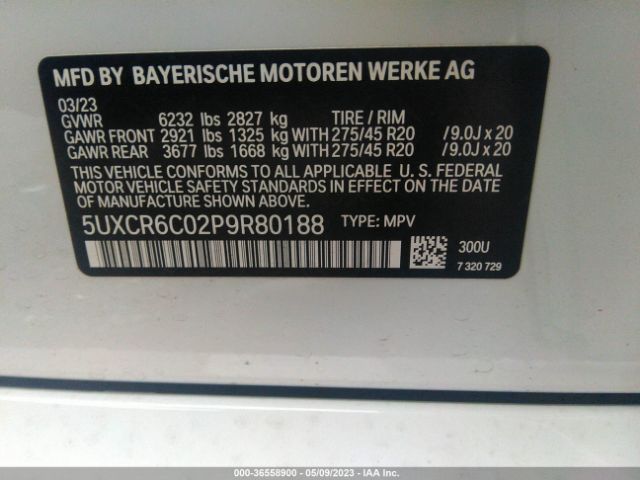 MFD BY BAYERISCHE MOTOREN WERKE AG
03/23
GVWR 6232 lbs 2827 kg TIRE / RIM
GAWR FRONT 2921 lbs 1325 kg WITH 275/45 R20 /9.0J x 20
GAWR REAR 3677 lbs 1668 kg WITH 275/45 R20 /9.0J x 20
THIS VEHICLE CONFORMS TO ALL APPLICABLE U. S. FEDERAL
MOTOR VEHICLE SAFETY STANDARDS IN EFFECT ON THE DATE
OF MANUFACTURE SHOWN ABOVE.
5UXCR6C02P9R80188 TYPE: MPV
300U
7 320 729
000-36558900 - 05/09/2023 - IAAI.COM